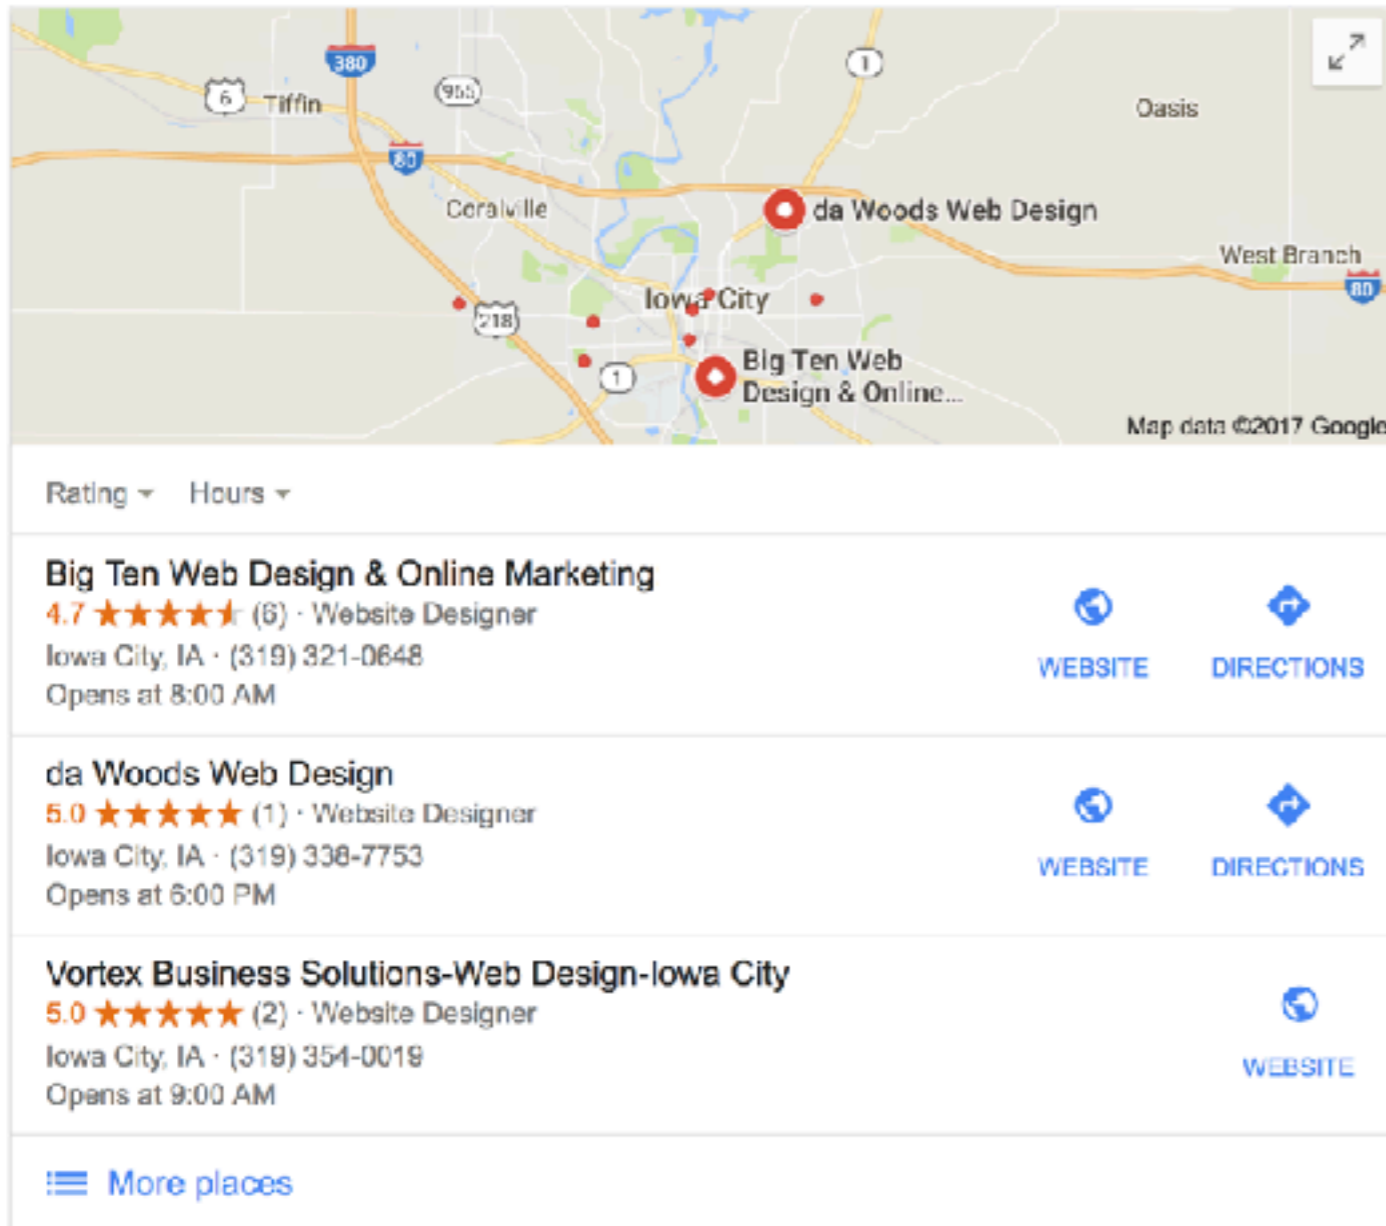 380
1
6
Tiffin
965
Oasis
80
Coralville
da Woods Web Design
West Branch
80
Iowa City
218
Big Ten Web
Design & Online...
1
Map data ©2017 Google
Rating Hours
Big Ten Web Design & Online Marketing
4.7 (6) · Website Designer
Iowa City, IA · (319) 321-0648
Opens at 8:00 AM
WEBSITE DIRECTIONS
da Woods Web Design
5.0 (1) · Website Designer
Iowa City, IA · (319) 338-7753
Opens at 6:00 PM
WEBSITE DIRECTIONS
Vortex Business Solutions-Web Design-Iowa City
5.0 (2) · Website Designer
Iowa City, IA · (319) 354-0019
Opens at 9:00 AM
WEBSITE
More places